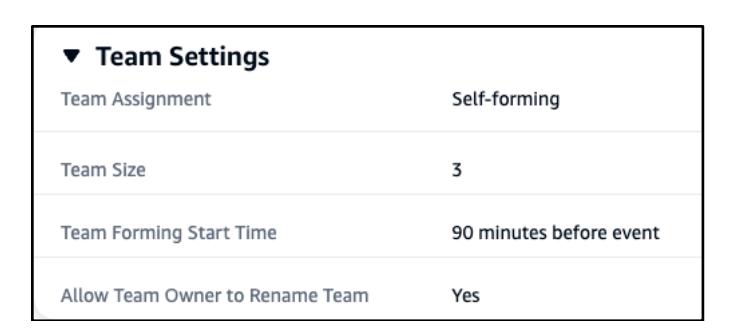 ▼ Team Settings
Team Assignment Self-forming
Team Size 3
Team Forming Start Time 90 minutes before event
Allow Team Owner to Rename Team Yes